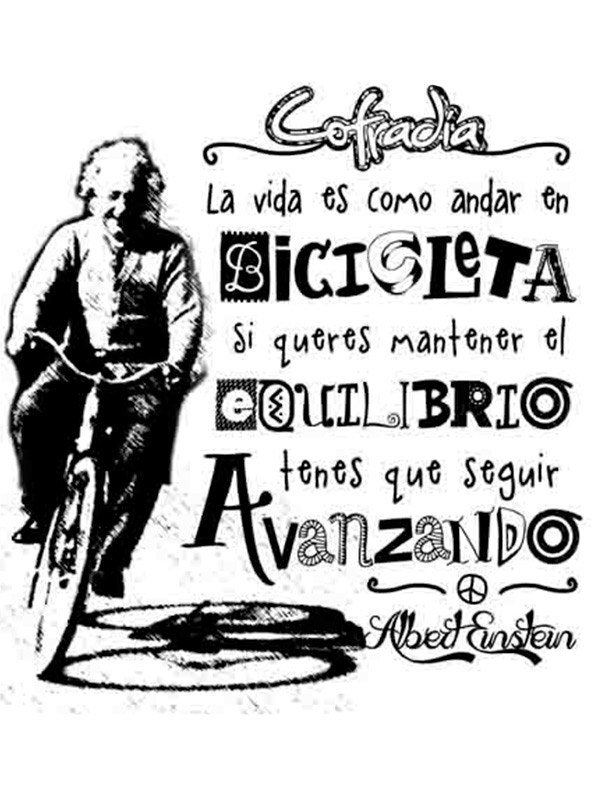 Cofradia
La vida es como andar en
BiCICLeTA
si queres mantener el
eQUILIBRIO
tenes que seguir
AvanzaNDO
Albert Einstein